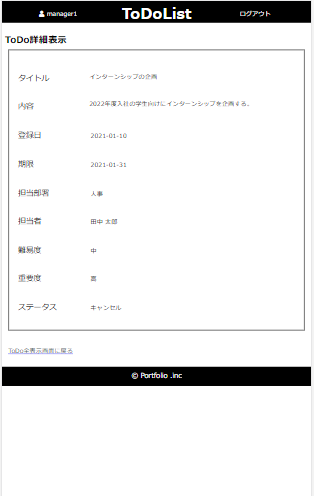 manager1 ToDoList ログアウト
ToDo詳細表示
タイトル インターンシップの企画
内容 2022年度入社の学生向けにインターンシップを企画する。
登録日 2021-01-10
期限 2021-01-31
担当部署 人事
担当者 田中 太郎
難易度 中
重要度 高
ステータス キャンセル
ToDo全表示画面に戻る
© Portfolio .inc